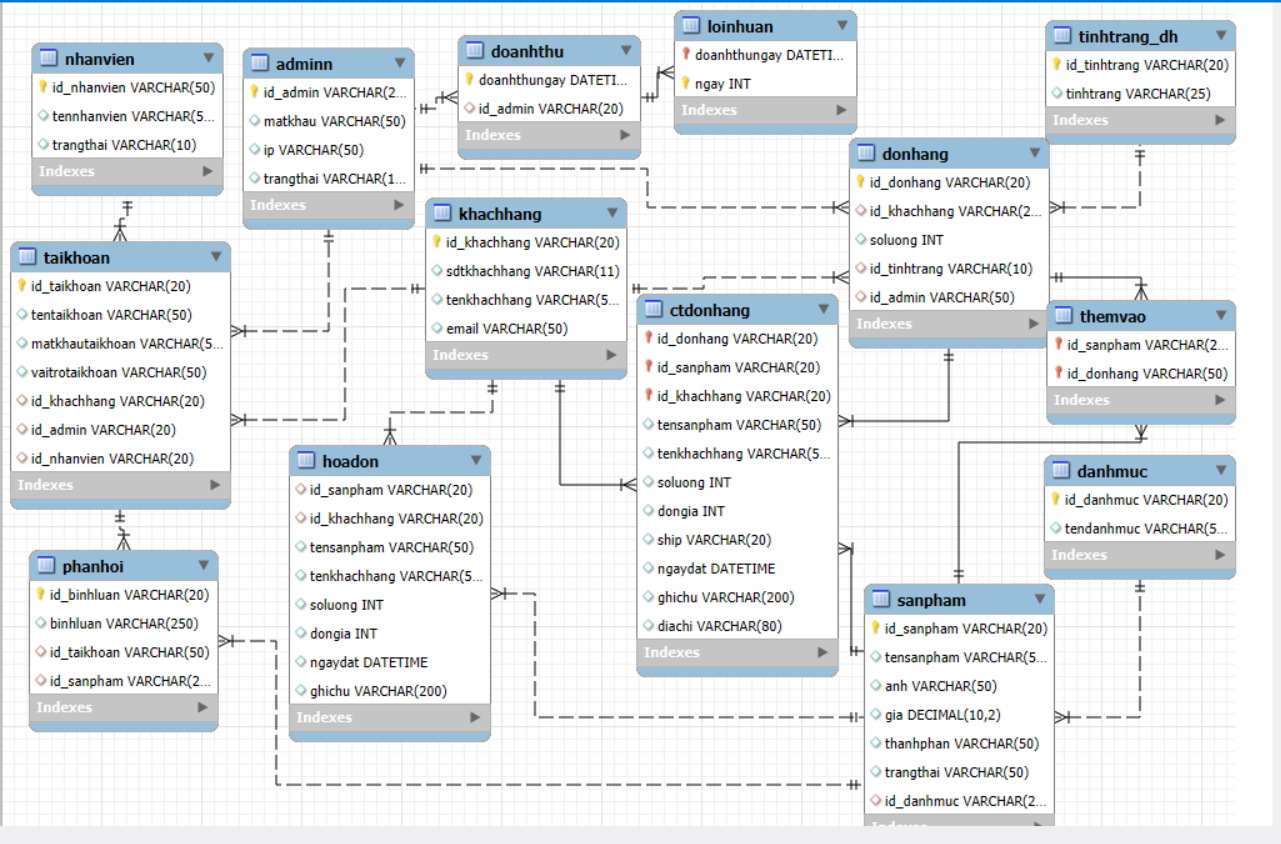 nhanvien
id_nhanvien VARCHAR(50)
tennhanvien VARCHAR(5...
trangthai VARCHAR(10)
Indexes
adminn
id_admin VARCHAR(2...
matkhau VARCHAR(50)
ip VARCHAR(50)
trangthai VARCHAR(1...
Indexes
doanhthu
doanhthungay DATETI...
id_admin VARCHAR(20)
Indexes
loinhuan
doanhthungay DATETI...
ngay INT
Indexes
tinhtrang_dh
id_tinhtrang VARCHAR(20)
tinhtrang VARCHAR(25)
Indexes
donhang
id_donhang VARCHAR(20)
id_khachhang VARCHAR(2...
soluong INT
id_tinhtrang VARCHAR(10)
id_admin VARCHAR(50)
Indexes
khachhang
id_khachhang VARCHAR(20)
sdtkhachhang VARCHAR(11)
tenkhachhang VARCHAR(5...
email VARCHAR(50)
Indexes
taikhoan
id_taikhoan VARCHAR(20)
tentaikhoan VARCHAR(50)
matkhautaikhoan VARCHAR(5...
vaitrotaikhoan VARCHAR(50)
id_khachhang VARCHAR(20)
id_admin VARCHAR(20)
id_nhanvien VARCHAR(20)
Indexes
ctdonhang
id_donhang VARCHAR(20)
id_sanpham VARCHAR(20)
id_khachhang VARCHAR(20)
tensanpham VARCHAR(50)
tenkhachhang VARCHAR(5...
soluong INT
dongia INT
ship VARCHAR(20)
ngaydat DATETIME
ghichu VARCHAR(200)
diachi VARCHAR(80)
Indexes
themvao
id_sanpham VARCHAR(2...
id_donhang VARCHAR(50)
Indexes
hoadon
id_sanpham VARCHAR(20)
id_khachhang VARCHAR(20)
tensanpham VARCHAR(50)
tenkhachhang VARCHAR(5...
soluong INT
dongia INT
ngaydat DATETIME
ghichu VARCHAR(200)
Indexes
danhmuc
id_danhmuc VARCHAR(20)
tendanhmuc VARCHAR(5...
Indexes
phanhoi
id_binhluan VARCHAR(20)
binhluan VARCHAR(250)
id_taikhoan VARCHAR(50)
id_sanpham VARCHAR(2...
Indexes
sanpham
id_sanpham VARCHAR(20)
tensanpham VARCHAR(5...
anh VARCHAR(50)
gia DECIMAL(10,2)
thanhphan VARCHAR(50)
trangthai VARCHAR(50)
id_danhmuc VARCHAR(2...
Indexes